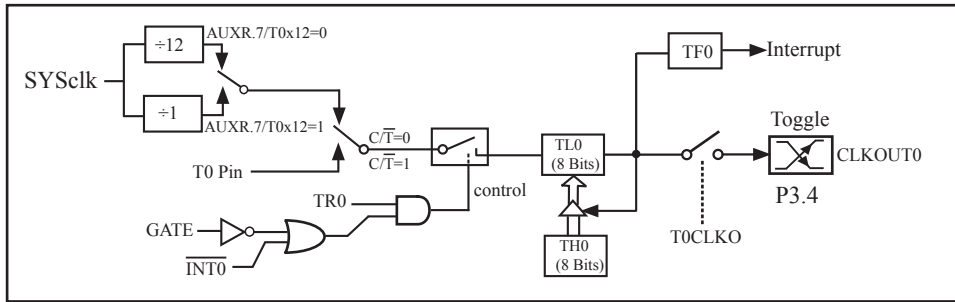 AUXR.7/T0x12=0
÷12
SYSclk
÷1
AUXR.7/T0x12=1
T0 Pin
C/T̅=0
C/T̅=1
TR0
GATE
I̅N̅T̅0̅
control
TL0
(8 Bits)
TH0
(8 Bits)
TF0
Interrupt
Toggle
CLKOUT0
P3.4
T0CLKO